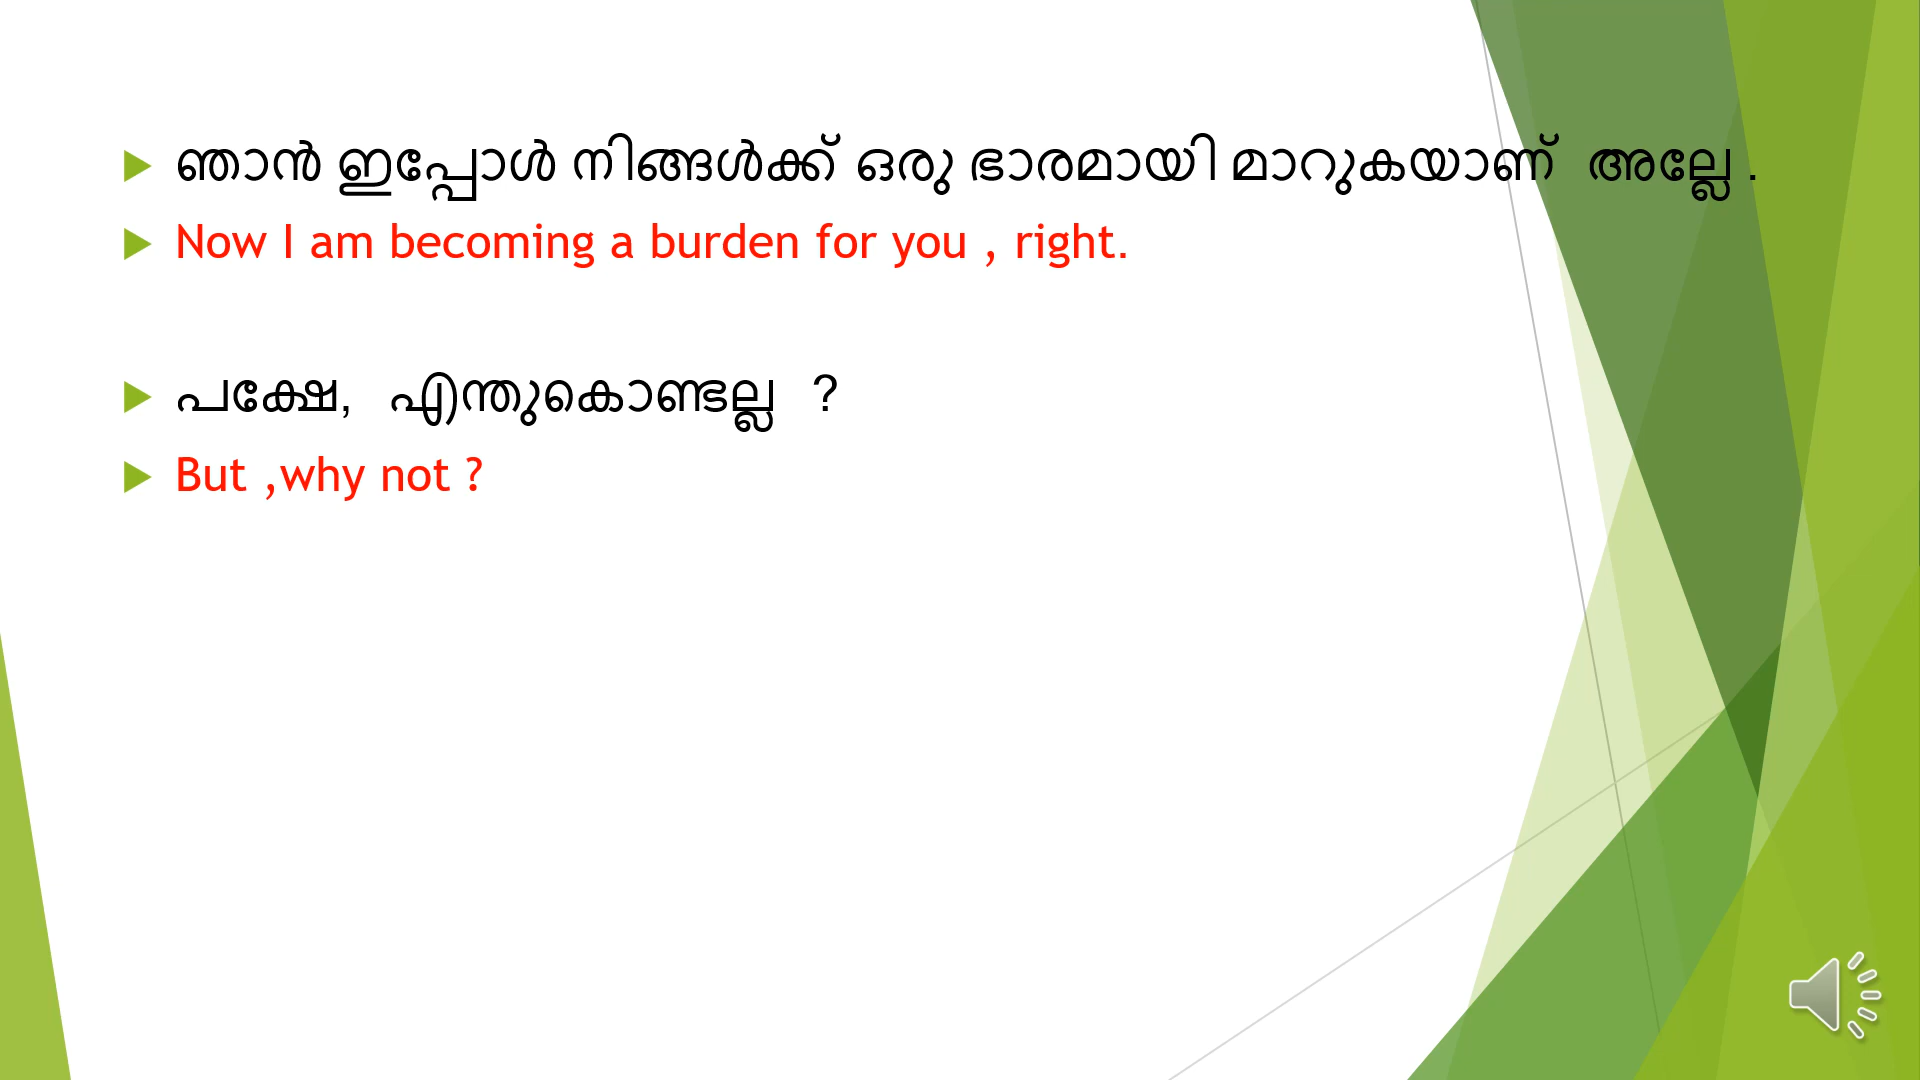 ഞാൻ ഇപ്പോൾ നിങ്ങൾക്ക് ഒരു ഭാരമായി മാറുകയാണ് അല്ലേ .
Now I am becoming a burden for you , right.
പക്ഷേ, എന്തുകൊണ്ടല്ല ?
But ,why not ?